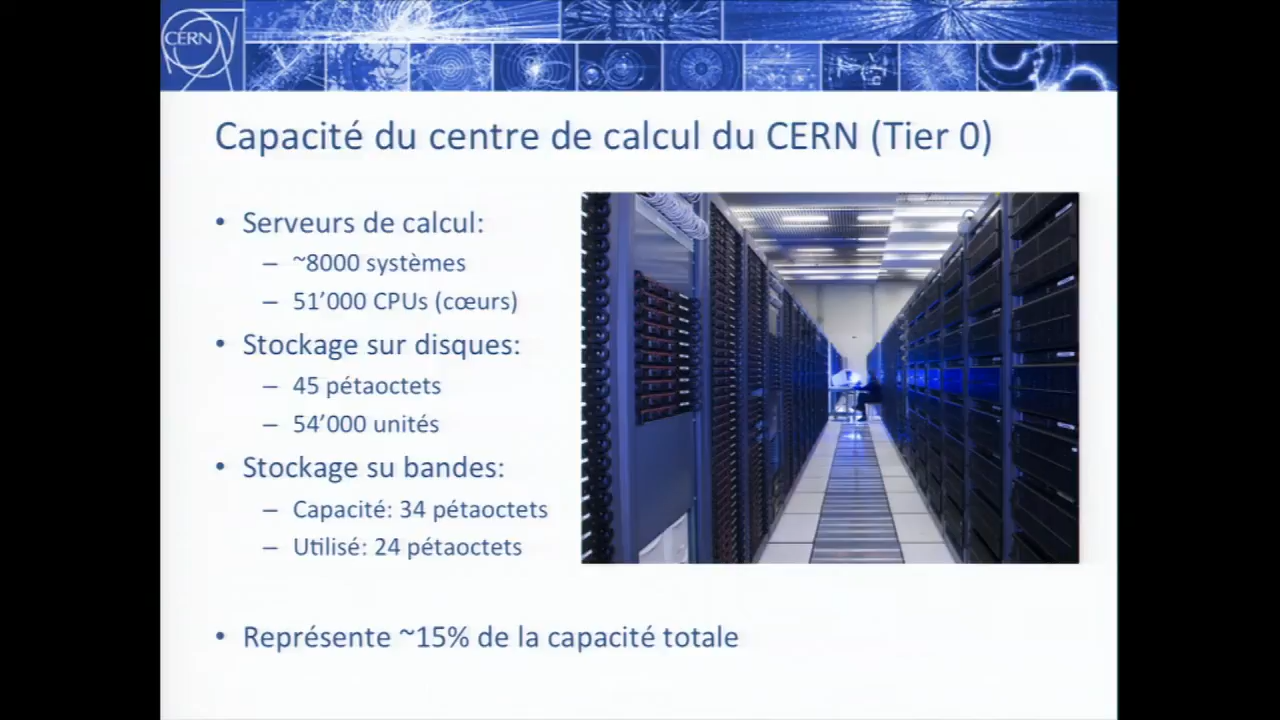 CERN
Capacité du centre de calcul du CERN (Tier 0)
• Serveurs de calcul:
– ~8000 systèmes
– 51’000 CPUs (cœurs)
• Stockage sur disques:
– 45 pétaoctets
– 54’000 unités
• Stockage su bandes:
– Capacité: 34 pétaoctets
– Utilisé: 24 pétaoctets
• Représente ~15% de la capacité totale